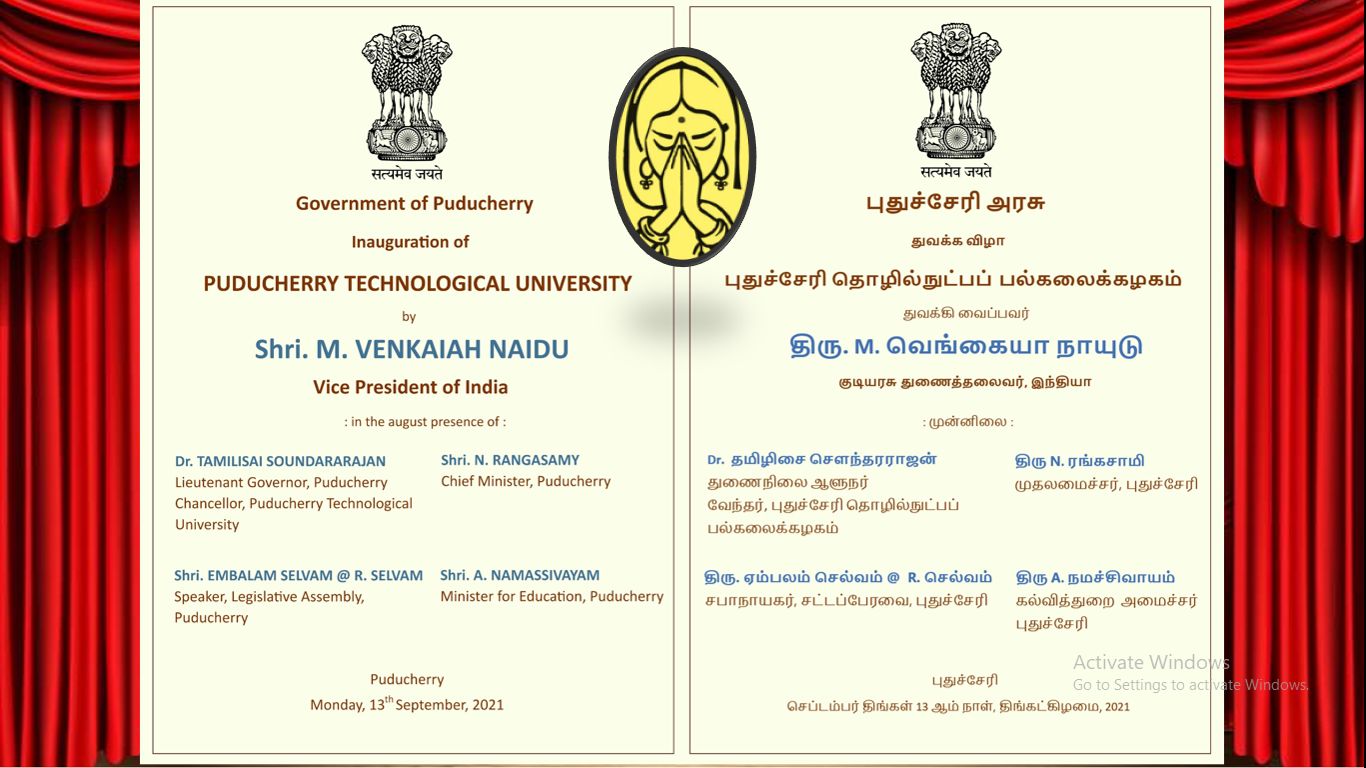 सत्यमेव जयते
Government of Puducherry
Inauguration of
PUDUCHERRY TECHNOLOGICAL UNIVERSITY
by
Shri. M. VENKAIAH NAIDU
Vice President of India
: in the august presence of :
Dr. TAMILISAI SOUNDARARAJAN
Lieutenant Governor, Puducherry
Chancellor, Puducherry Technological
University
Shri. N. RANGASAMY
Chief Minister, Puducherry
Shri. EMBALAM SELVAM @ R. SELVAM
Speaker, Legislative Assembly,
Puducherry
Shri. A. NAMASSIVAYAM
Minister for Education, Puducherry
Puducherry
Monday, 13th September, 2021
सत्यमेव जयते
புதுச்சேரி அரசு
துவக்க விழா
புதுச்சேரி தொழில்நுட்பப் பல்கலைக்கழகம்
துவக்கி வைப்பவர்
திரு. M. வெங்கையா நாயுடு
குடியரசு துணைத்தலைவர், இந்தியா
: முன்னிலை :
Dr. தமிழிசை சௌந்தரராஜன்
துணைநிலை ஆளுநர்
வேந்தர், புதுச்சேரி தொழில்நுட்பப்
பல்கலைக்கழகம்
திரு N. ரங்கசாமி
முதலமைச்சர், புதுச்சேரி
திரு. ஏம்பலம் செல்வம் @ R. செல்வம்
சபாநாயகர், சட்டப்பேரவை, புதுச்சேரி
திரு A. நமச்சிவாயம்
கல்வித்துறை அமைச்சர்
புதுச்சேரி
புதுச்சேரி
செப்டம்பர் திங்கள் 13 ஆம் நாள், திங்கட்கிழமை, 2021
Activate Windows
Go to Settings to activate Windows.